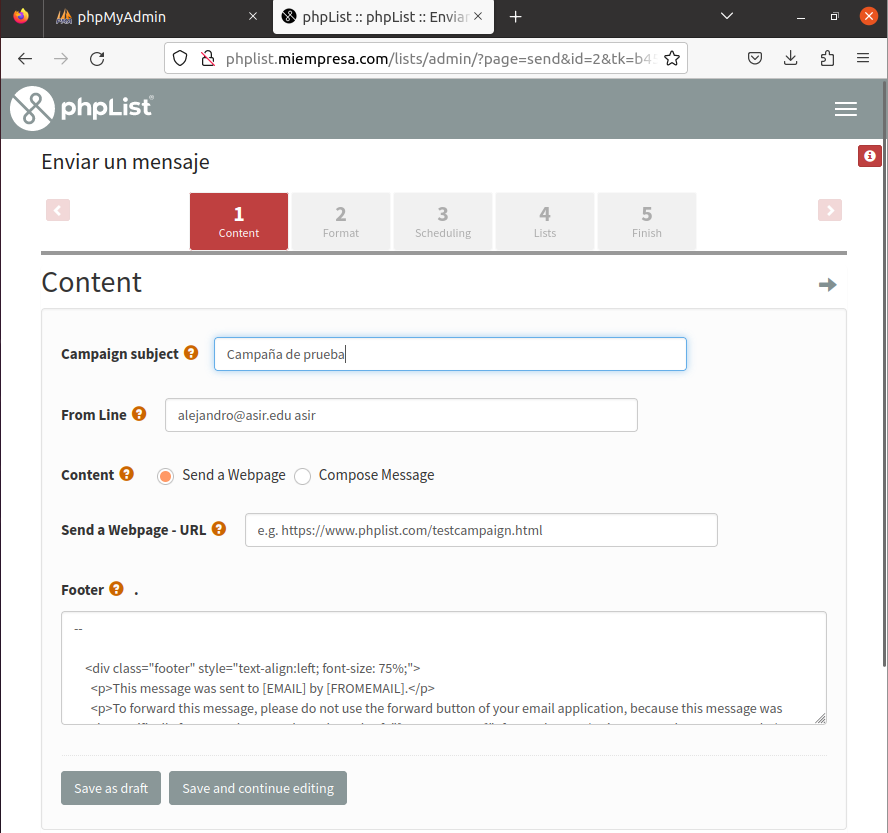 phpMyAdmin
phpList :: phpList :: Enviar
phplist.miempresa.com/lists/admin/?page=send&id=2&tk=b45
phpList
Enviar un mensaje
1 2 3 4 5
Content Format Scheduling Lists Finish
Content
Campaign subject ? Campaña de prueba
From Line ? alejandro@asir.edu asir
Content ? Send a Webpage Compose Message
Send a Webpage - URL ? e.g. https://www.phplist.com/testcampaign.html
Footer ? .
--
<div class="footer" style="text-align:left; font-size: 75%;">
<p>This message was sent to [EMAIL] by [FROMEMAIL].</p>
<p>To forward this message, please do not use the forward button of your email application, because this message was
Save as draft Save and continue editing